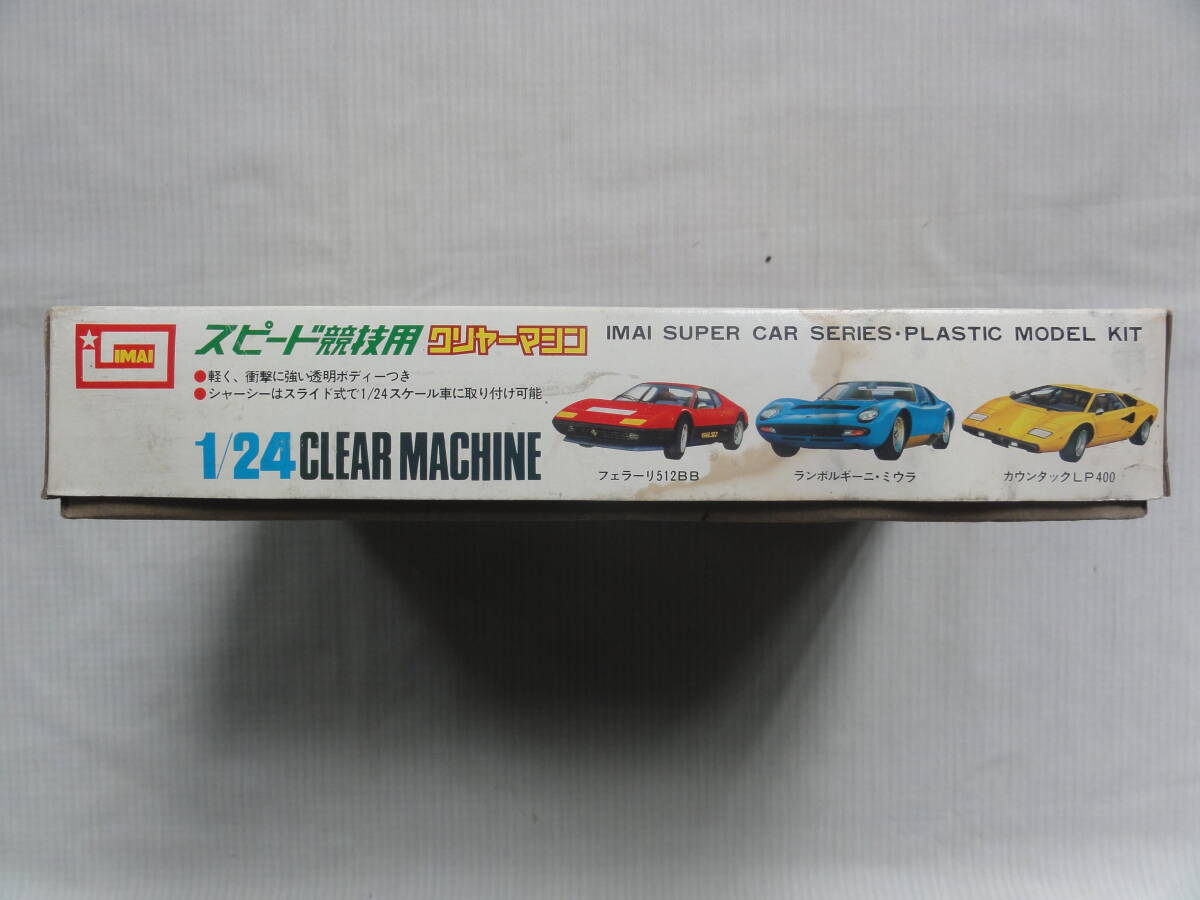 IMAI
スピード競技用 クリヤーマシン
IMAI SUPER CAR SERIES・PLASTIC MODEL KIT
●軽く、衝撃に強い透明ボディーつき
●シャーシーはスライド式で1/24スケール車に取り付け可能
1/24 CLEAR MACHINE
フェラーリ512BB
ランボルギーニ・ミウラ
カウンタックLP400